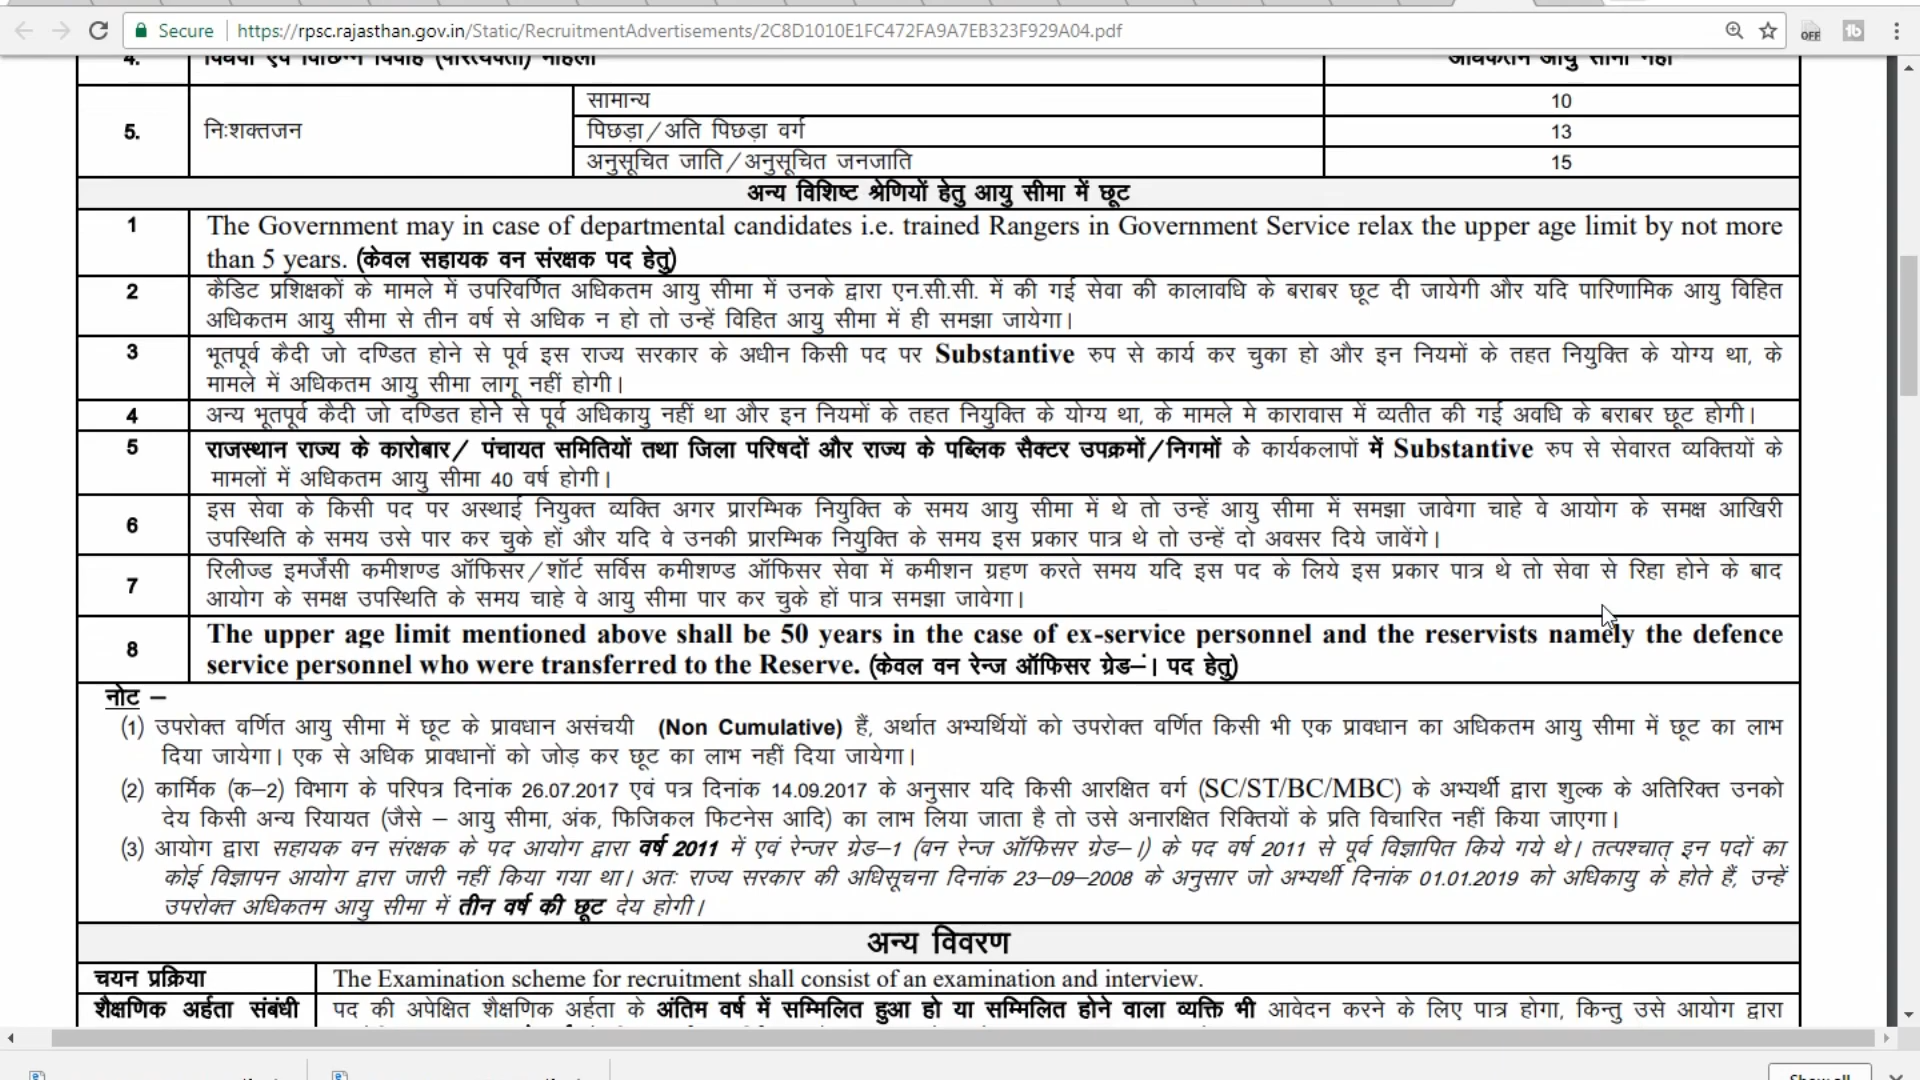 Secure https://rpsc.rajasthan.gov.in/Static/RecruitmentAdvertisements/2C8D1010E1FC472FA9A7EB323F929A04.pdf
4. विधवा एवं विछिन्न विवाह (परित्यक्ता) महिला अधिकतम आयु सीमा नहीं
सामान्य 10
5. निःशक्तजन पिछड़ा/अति पिछड़ा वर्ग 13
अनुसूचित जाति/अनुसूचित जनजाति 15
अन्य विशिष्ट श्रेणियों हेतु आयु सीमा में छूट
1 The Government may in case of departmental candidates i.e. trained Rangers in Government Service relax the upper age limit by not more
than 5 years. (केवल सहायक वन संरक्षक पद हेतु)
2 कैडिट प्रशिक्षकों के मामले में उपरिवर्णित अधिकतम आयु सीमा में उनके द्वारा एन.सी.सी. में की गई सेवा की कालावधि के बराबर छूट दी जायेगी और यदि पारिणामिक आयु विहित
अधिकतम आयु सीमा से तीन वर्ष से अधिक न हो तो उन्हें विहित आयु सीमा में ही समझा जायेगा।
3 भूतपूर्व कैदी जो दण्डित होने से पूर्व इस राज्य सरकार के अधीन किसी पद पर Substantive रुप से कार्य कर चुका हो और इन नियमों के तहत नियुक्ति के योग्य था, के
मामले में अधिकतम आयु सीमा लागू नहीं होगी।
4 अन्य भूतपूर्व कैदी जो दण्डित होने से पूर्व अधिकायु नहीं था और इन नियमों के तहत नियुक्ति के योग्य था, के मामले मे कारावास में व्यतीत की गई अवधि के बराबर छूट होगी।
5 राजस्थान राज्य के कारोबार/ पंचायत समितियों तथा जिला परिषदों और राज्य के पब्लिक सैक्टर उपक्रमों/निगमों के कार्यकलापों में Substantive रुप से सेवारत व्यक्तियों के
मामलों में अधिकतम आयु सीमा 40 वर्ष होगी।
6 इस सेवा के किसी पद पर अस्थाई नियुक्त व्यक्ति अगर प्रारम्भिक नियुक्ति के समय आयु सीमा में थे तो उन्हें आयु सीमा में समझा जावेगा चाहे वे आयोग के समक्ष आखिरी
उपस्थिति के समय उसे पार कर चुके हों और यदि वे उनकी प्रारम्भिक नियुक्ति के समय इस प्रकार पात्र थे तो उन्हें दो अवसर दिये जावेंगे।
7 रिलीज्ड इमर्जेंसी कमीशण्ड ऑफिसर/शॉर्ट सर्विस कमीशण्ड ऑफिसर सेवा में कमीशन ग्रहण करते समय यदि इस पद के लिये इस प्रकार पात्र थे तो सेवा से रिहा होने के बाद
आयोग के समक्ष उपस्थिति के समय चाहे वे आयु सीमा पार कर चुके हों पात्र समझा जावेगा।
8 The upper age limit mentioned above shall be 50 years in the case of ex-service personnel and the reservists namely the defence
service personnel who were transferred to the Reserve. (केवल वन रेन्ज ऑफिसर ग्रेड–। पद हेतु)
नोट –
(1) उपरोक्त वर्णित आयु सीमा में छूट के प्रावधान असंचयी (Non Cumulative) हैं, अर्थात अभ्यर्थियों को उपरोक्त वर्णित किसी भी एक प्रावधान का अधिकतम आयु सीमा में छूट का लाभ
दिया जायेगा। एक से अधिक प्रावधानों को जोड़ कर छूट का लाभ नहीं दिया जायेगा।
(2) कार्मिक (क–2) विभाग के परिपत्र दिनांक 26.07.2017 एवं पत्र दिनांक 14.09.2017 के अनुसार यदि किसी आरक्षित वर्ग (SC/ST/BC/MBC) के अभ्यर्थी द्वारा शुल्क के अतिरिक्त उनको
देय किसी अन्य रियायत (जैसे – आयु सीमा, अंक, फिजिकल फिटनेस आदि) का लाभ लिया जाता है तो उसे अनारक्षित रिक्तियों के प्रति विचारित नहीं किया जाएगा।
(3) आयोग द्वारा सहायक वन संरक्षक के पद आयोग द्वारा वर्ष 2011 में एवं रेन्जर ग्रेड–1 (वन रेन्ज ऑफिसर ग्रेड–।) के पद वर्ष 2011 से पूर्व विज्ञापित किये गये थे। तत्पश्चात् इन पदों का
कोई विज्ञापन आयोग द्वारा जारी नहीं किया गया था। अतः राज्य सरकार की अधिसूचना दिनांक 23–09–2008 के अनुसार जो अभ्यर्थी दिनांक 01.01.2019 को अधिकायु के होते हैं, उन्हें
उपरोक्त अधिकतम आयु सीमा में तीन वर्ष की छूट देय होगी।
अन्य विवरण
चयन प्रक्रिया The Examination scheme for recruitment shall consist of an examination and interview.
शैक्षणिक अर्हता संबंधी पद की अपेक्षित शैक्षणिक अर्हता के अंतिम वर्ष में सम्मिलित हुआ हो या सम्मिलित होने वाला व्यक्ति भी आवेदन करने के लिए पात्र होगा, किन्तु उसे आयोग द्वारा
Show all